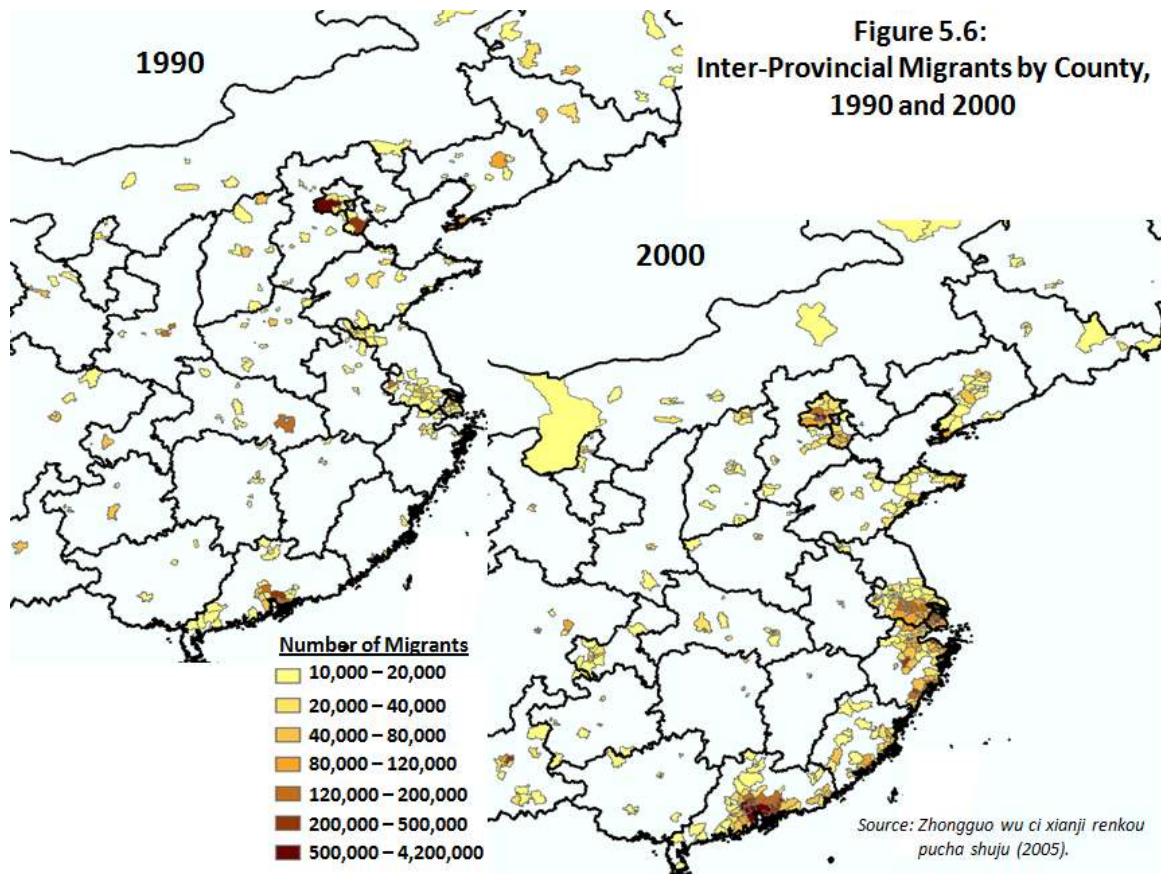 Figure 5.6:
Inter-Provincial Migrants by County,
1990 and 2000
1990
2000
Number of Migrants
10,000 – 20,000
20,000 – 40,000
40,000 – 80,000
80,000 – 120,000
120,000 – 200,000
200,000 – 500,000
500,000 – 4,200,000
Source: Zhongguo wu ci xianji renkou
pucha shuju (2005).